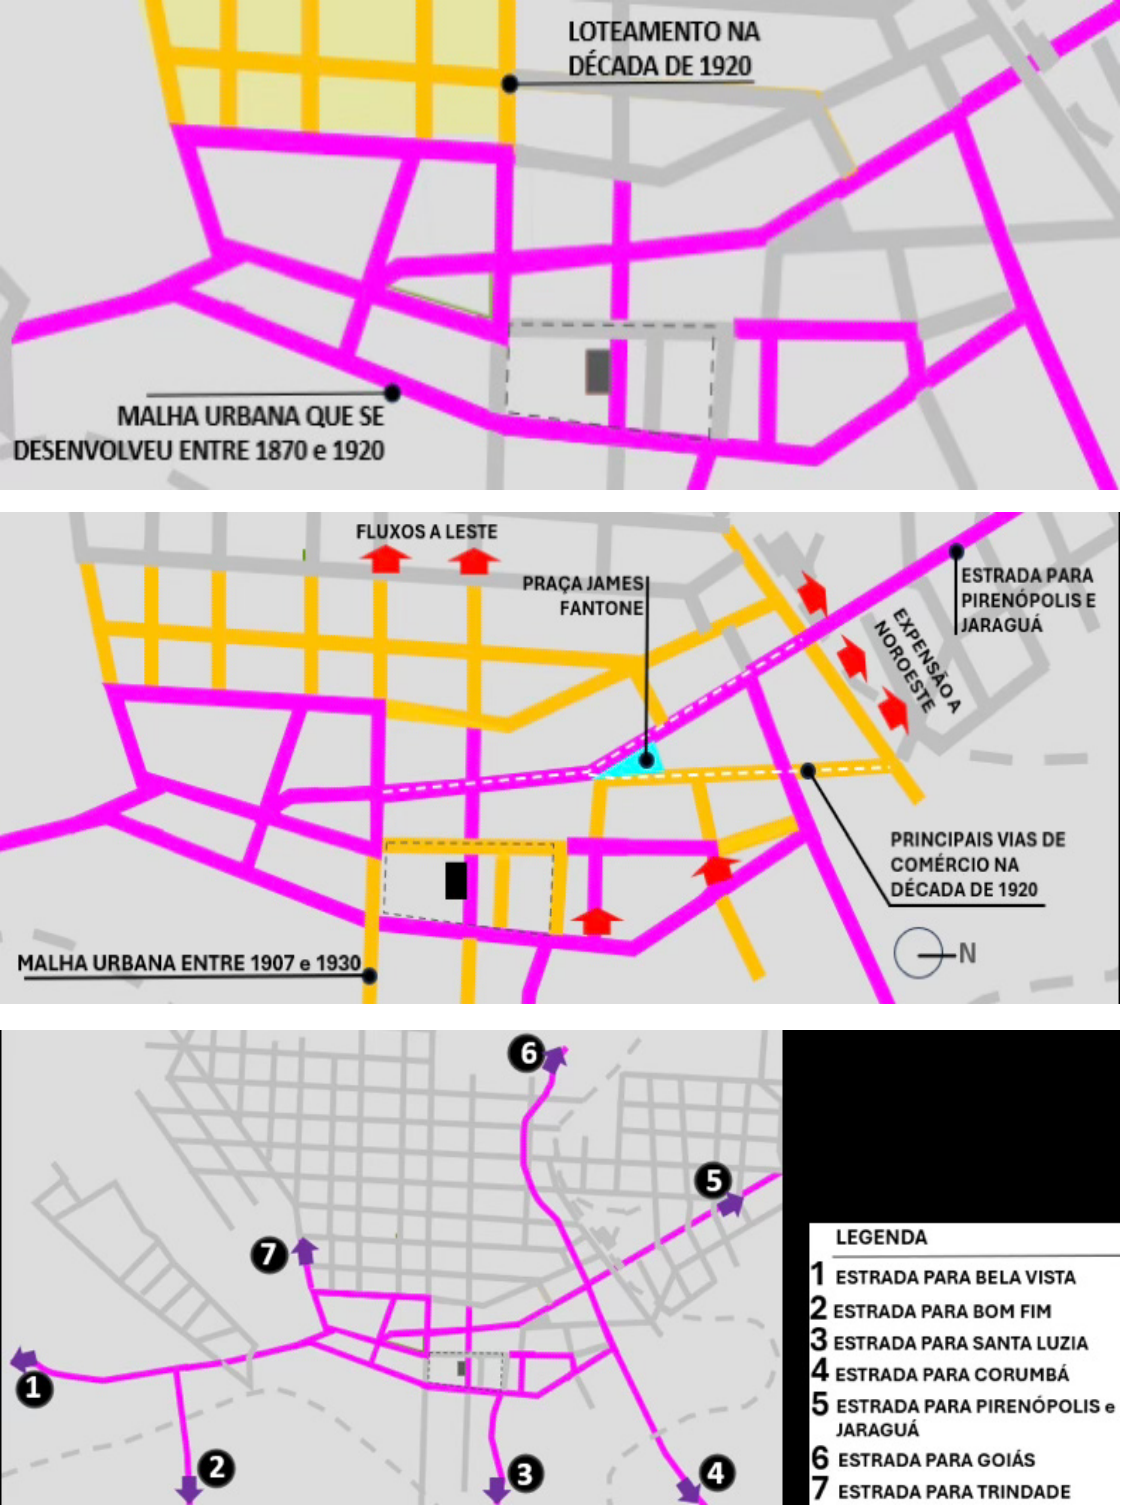 LOTEAMENTO NA
DÉCADA DE 1920
MALHA URBANA QUE SE
DESENVOLVEU ENTRE 1870 e 1920
FLUXOS A LESTE
PRAÇA JAMES
FANTONE
ESTRADA PARA
PIRENÓPOLIS E
JARAGUÁ
EXPENSÃO A
NOROESTE
PRINCIPAIS VIAS DE
COMÉRCIO NA
DÉCADA DE 1920
N
MALHA URBANA ENTRE 1907 e 1930
6
5
7
1
2
3
4
LEGENDA
1 ESTRADA PARA BELA VISTA
2 ESTRADA PARA BOM FIM
3 ESTRADA PARA SANTA LUZIA
4 ESTRADA PARA CORUMBÁ
5 ESTRADA PARA PIRENÓPOLIS e
JARAGUÁ
6 ESTRADA PARA GOIÁS
7 ESTRADA PARA TRINDADE